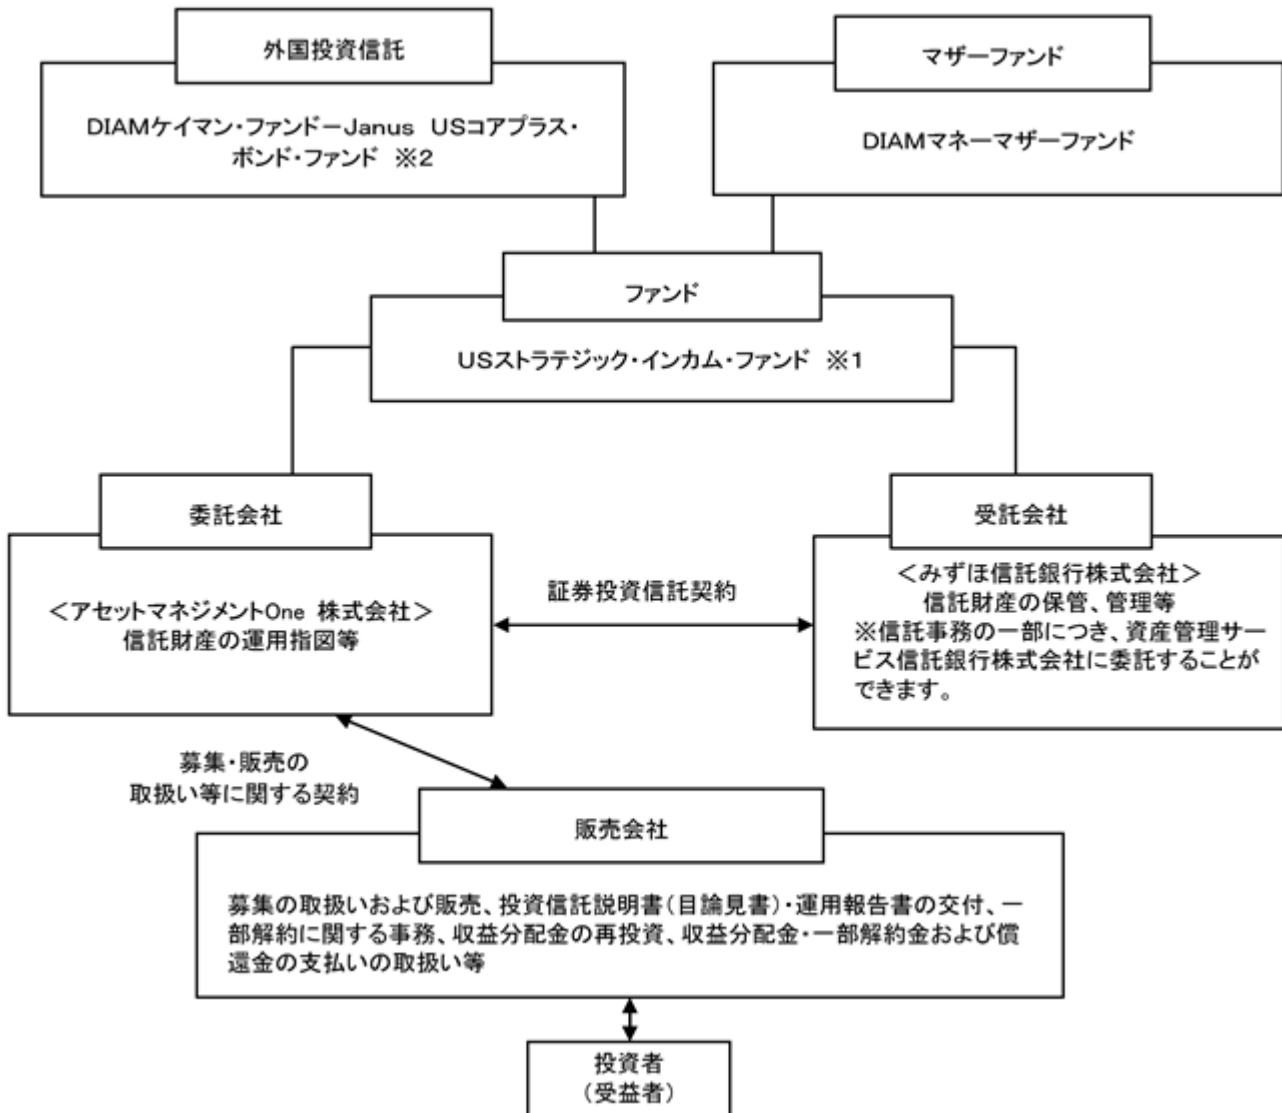 外国投資信託
マザーファンド
DIAMケイマン・ファンド－Janus USコアプラス・
ボンド・ファンド ※2
DIAMマネーマザーファンド
ファンド
USストラテジック・インカム・ファンド ※1
委託会社
受託会社
＜アセットマネジメントOne 株式会社＞
信託財産の運用指図等
証券投資信託契約
＜みずほ信託銀行株式会社＞
信託財産の保管、管理等
※信託事務の一部につき、資産管理サー
ビス信託銀行株式会社に委託することが
できます。
募集・販売の
取扱い等に関する契約
販売会社
募集の取扱いおよび販売、投資信託説明書（目論見書）・運用報告書の交付、一
部解約に関する事務、収益分配金の再投資、収益分配金・一部解約金および償
還金の支払いの取扱い等
投資者
（受益者）